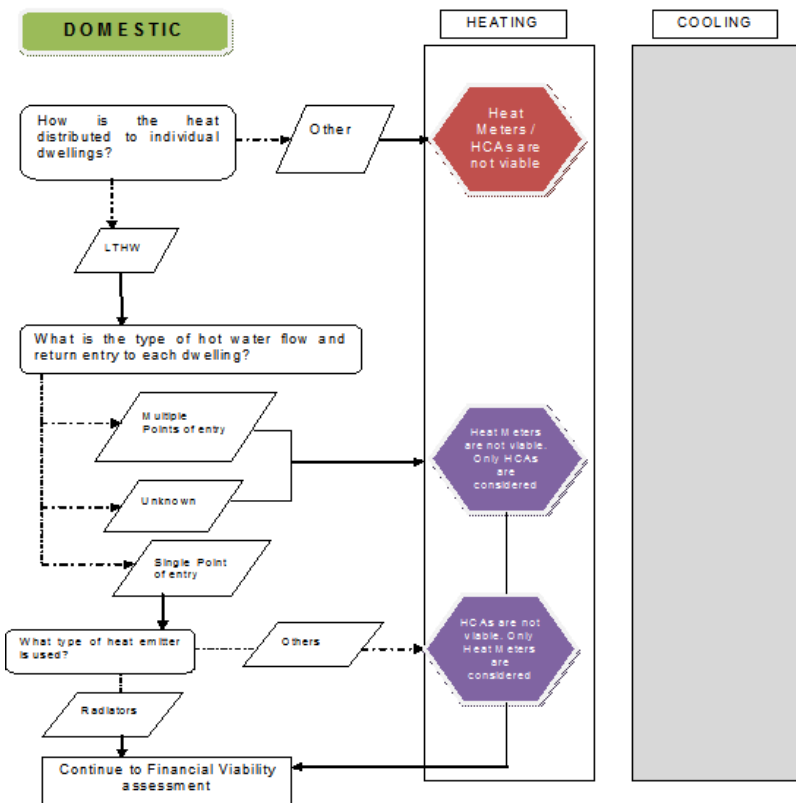 DOMESTIC
HEATING
COOLING
How is the heat
distributed to individual
dwellings?
Other
Heat
Meters /
HCAs are
not viable
LTHW
What is the type of hot water flow and
return entry to each dwelling?
Multiple
Points of entry
Heat Meters
are not viable.
Only HCAs
are
considered
Unknown
Single Point
of entry
What type of heat emitter
is used?
Others
HCAs are not
viable. Only
Heat Meters
are
considered
Radiators
Continue to Financial Viability
assessment